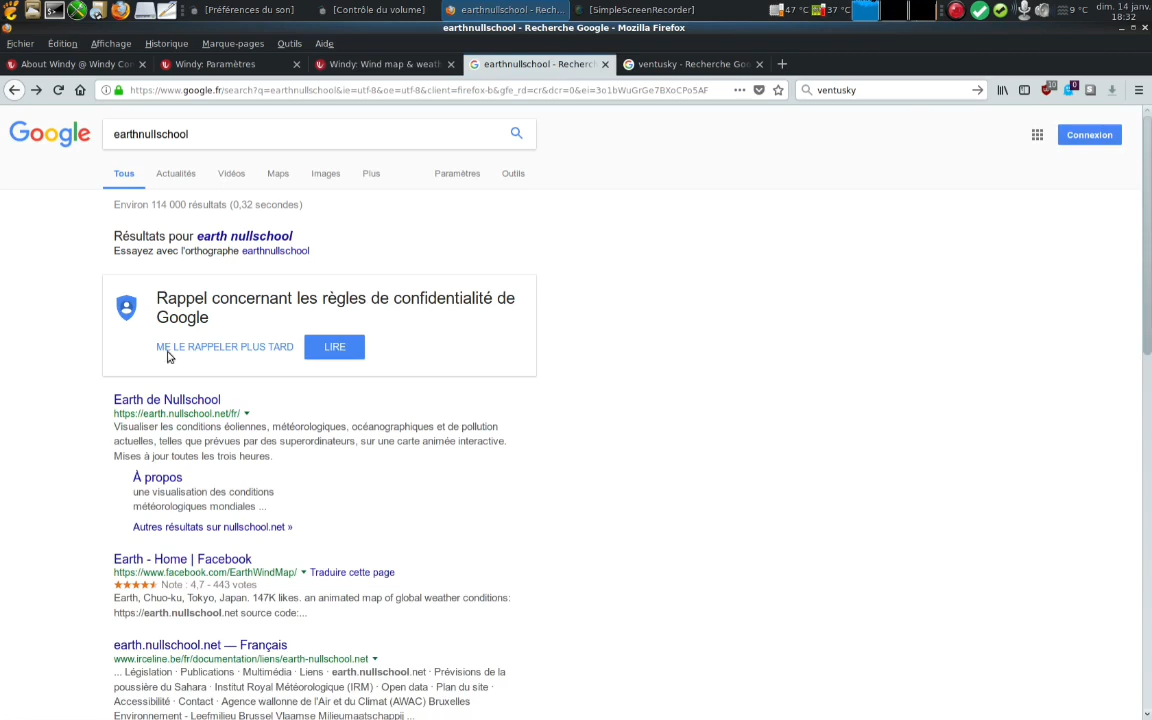 [Préférences du son]
[Contrôle du volume]
earthnullschool - Rech...
[SimpleScreenRecorder]
47 °C
37 °C
9 °C
dim. 14 janv.
18:32
earthnullschool - Recherche Google - Mozilla Firefox
Fichier Édition Affichage Historique Marque-pages Outils Aide
About Windy @ Windy Co
Windy: Paramètres
Windy: Wind map & weath
earthnullschool - Recherch
ventusky - Recherche Goo
https://www.google.fr/search?q=earthnullschool&ie=utf-8&oe=utf-8&client=firefox-b&gfe_rd=cr&dcr=0&ei=3o1bWuGrGe7BXoCPo5AF
ventusky
Google
earthnullschool
Connexion
Tous Actualités Vidéos Maps Images Plus Paramètres Outils
Environ 114 000 résultats (0,32 secondes)
Résultats pour earth nullschool
Essayez avec l'orthographe earthnullschool
Rappel concernant les règles de confidentialité de
Google
ME LE RAPPELER PLUS TARD
LIRE
Earth de Nullschool
https://earth.nullschool.net/fr/
Visualiser les conditions éoliennes, météorologiques, océanographiques et de pollution
actuelles, telles que prévues par des superordinateurs, sur une carte animée interactive.
Mises à jour toutes les trois heures.
À propos
une visualisation des conditions
météorologiques mondiales ...
Autres résultats sur nullschool.net »
Earth - Home | Facebook
https://www.facebook.com/EarthWindMap/ Traduire cette page
Note : 4,7 - 443 votes
Earth, Chuo-ku, Tokyo, Japan. 147K likes. an animated map of global weather conditions:
https://earth.nullschool.net source code:...
earth.nullschool.net — Français
www.irceline.be/fr/documentation/liens/earth-nullschool.net
... Législation · Publications · Multimédia · Liens · earth.nullschool.net · Prévisions de la
poussière du Sahara · Institut Royal Météorologique (IRM) · Open data · Plan du site ·
Accessibilité · Contact · Agence wallonne de l'Air et du Climat (AWAC) Bruxelles
Environnement - Leefmilieu Brussel Vlaamse Milieumaatschappij ...